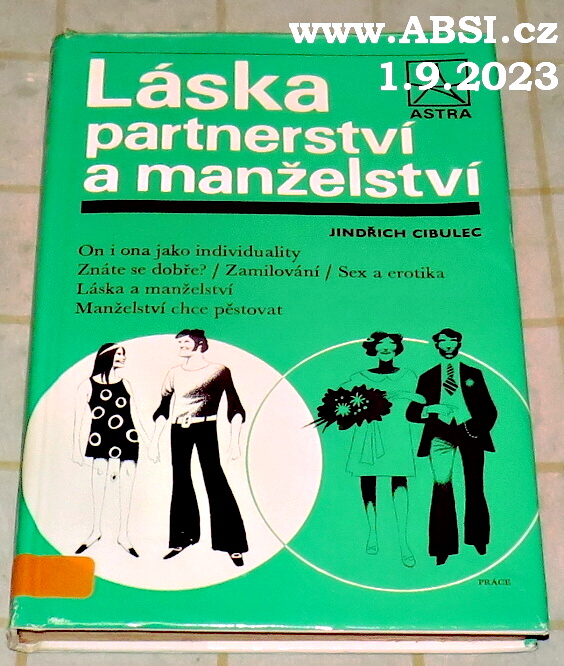 www.ABSI.cz
1.9.2023
Láska
partnerství
a manželství
ASTRA
JINDŘICH CIBULEC
On i ona jako individuality
Znáte se dobře? / Zamilování / Sex a erotika
Láska a manželství
Manželství chce pěstovat
PRÁCE